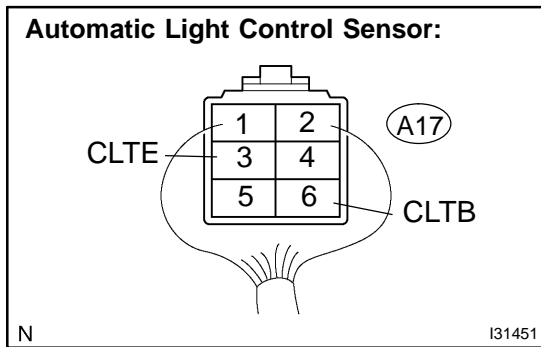 Automatic Light Control Sensor:
1 2 A17
CLTE 3 4
5 6 CLTB
N I31451